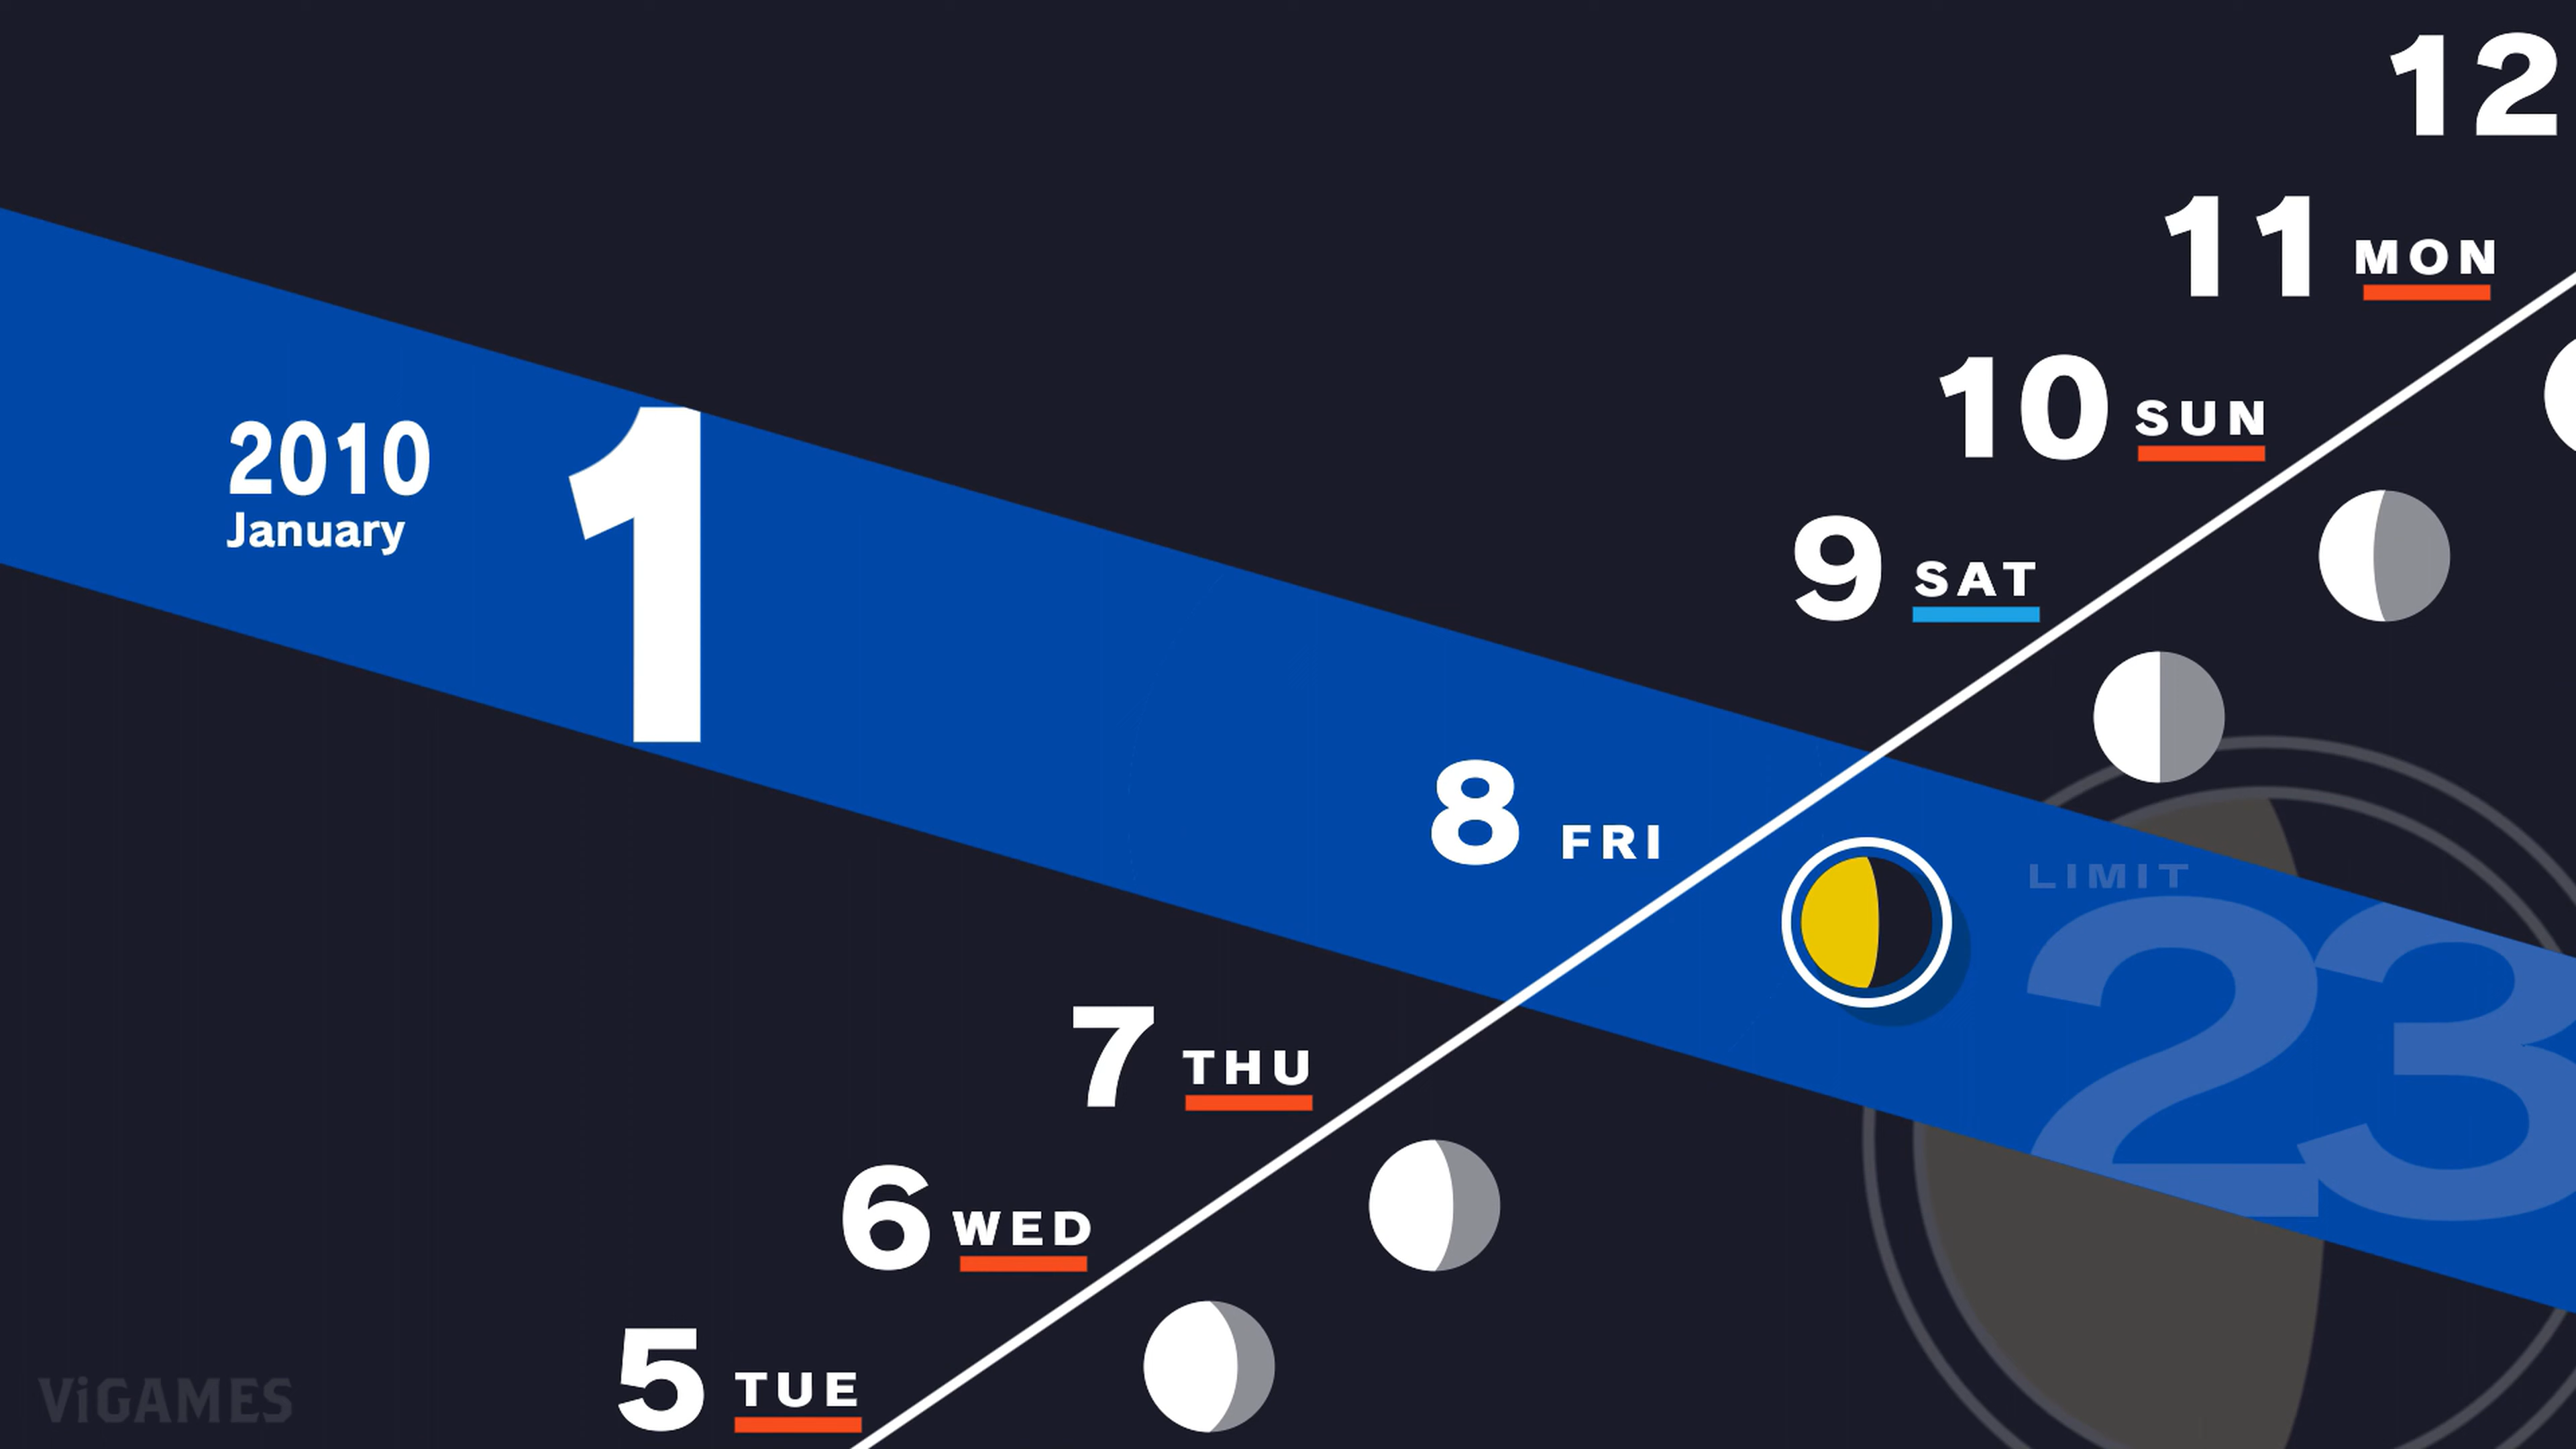 12
11 MON
10 SUN
9 SAT
2010
January
1
8 FRI
LIMIT
23
7 THU
6 WED
5 TUE
ViGAMES